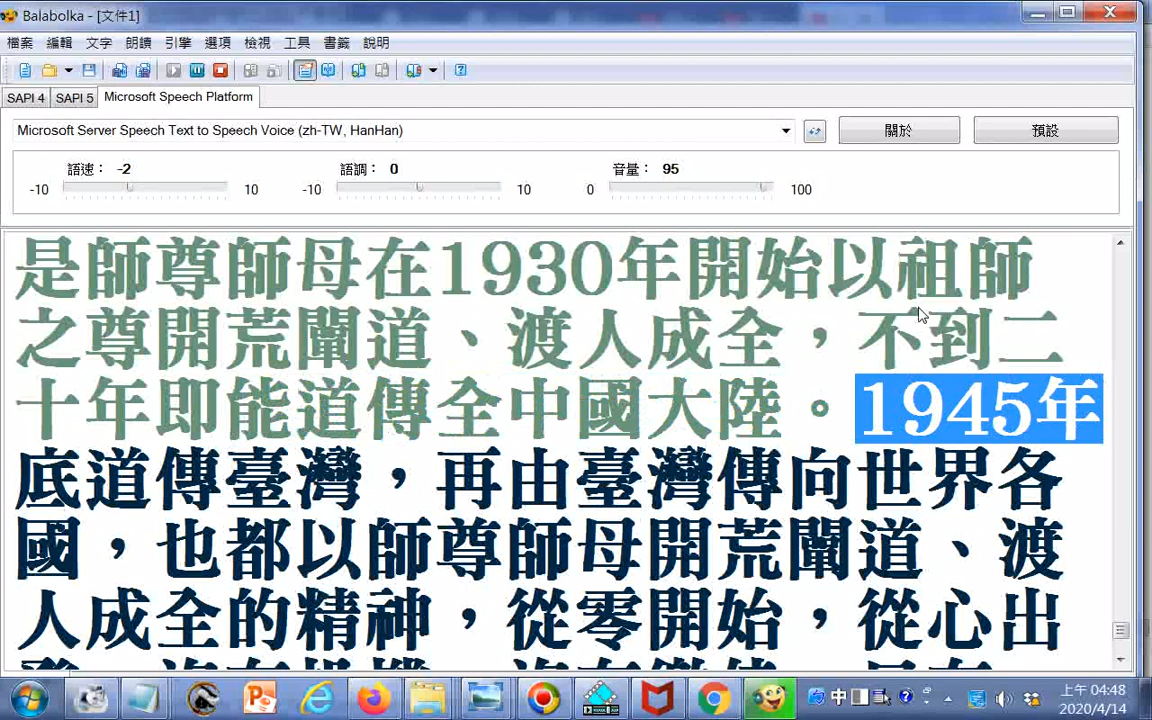 Balabolka - [文件1]
檔案 編輯 文字 朗讀 引擎 選項 檢視 工具 書籤 說明
SAPI 4 SAPI 5 Microsoft Speech Platform
Microsoft Server Speech Text to Speech Voice (zh-TW, HanHan) 關於 預設
語速： -2 語調： 0 音量： 95
-10 10 -10 10 0 100
是師尊師母在1930年開始以祖師
之尊開荒闡道、渡人成全，不到二
十年即能道傳全中國大陸。1945年
底道傳臺灣，再由臺灣傳向世界各
國，也都以師尊師母開荒闡道、渡
人成全的精神，從零開始，從心出
中
上午 04:48
2020/4/14